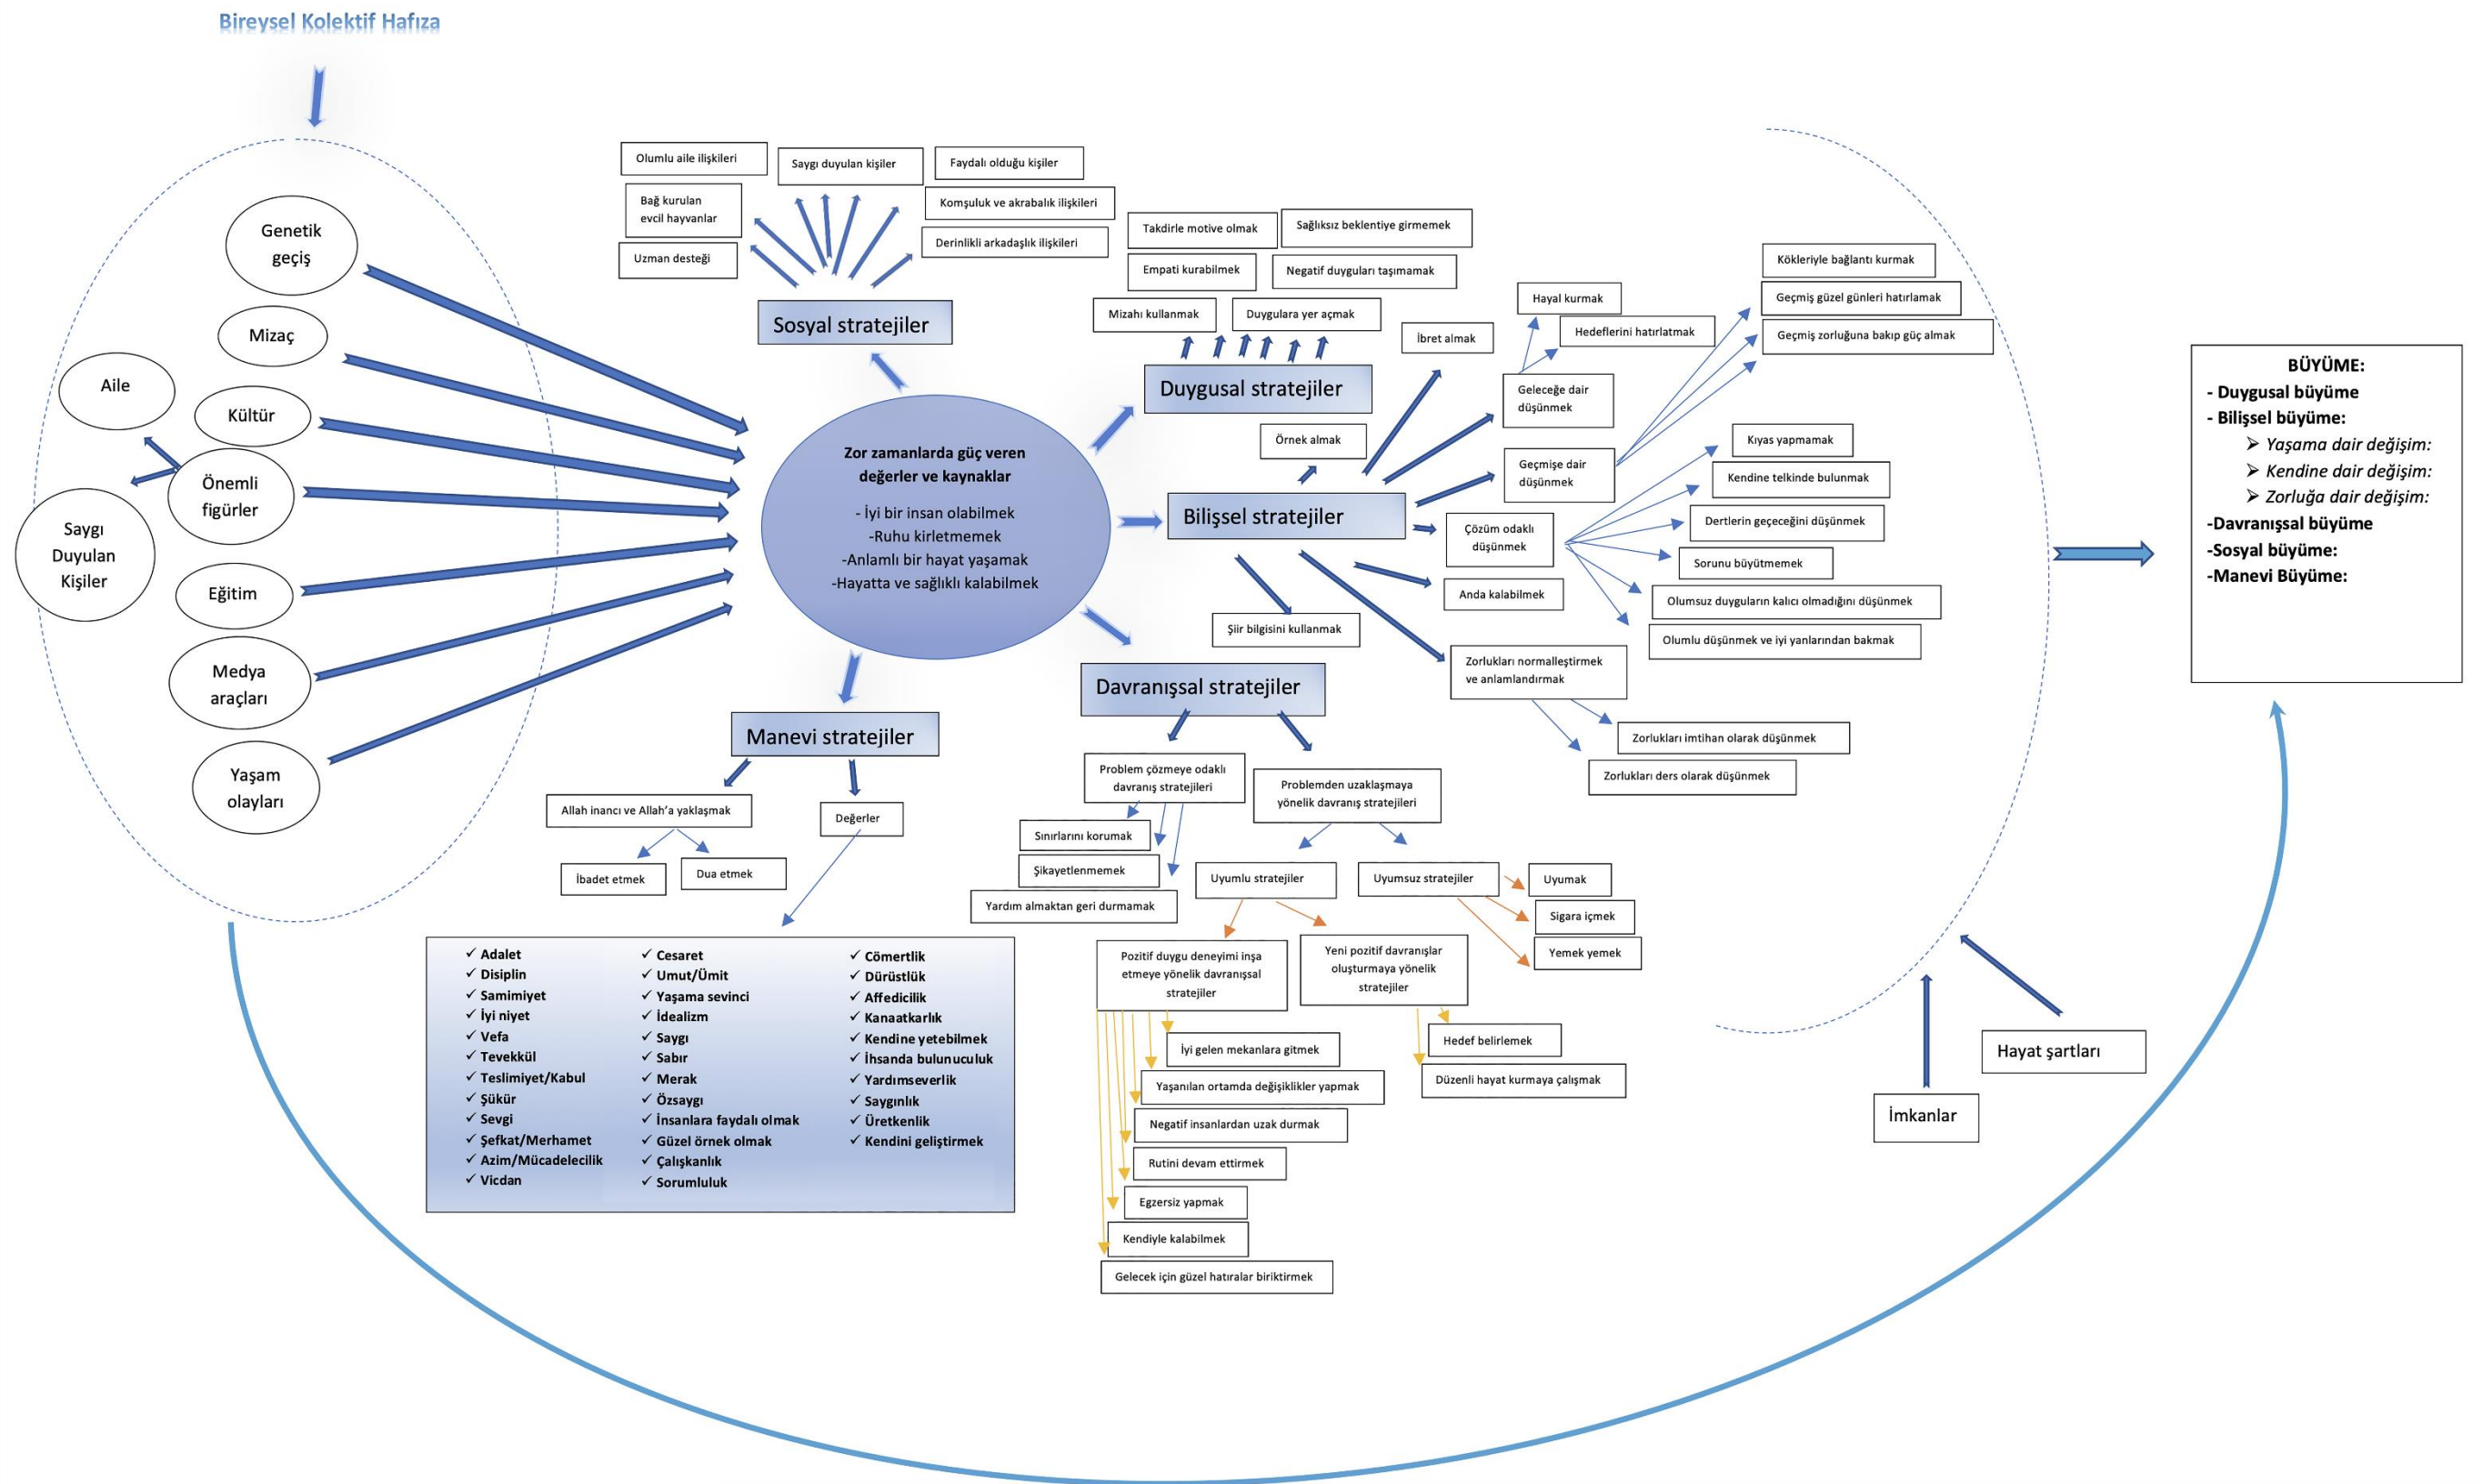 Bireysel Kolektif Hafıza
Genetik
geçiş
Mizaç
Aile
Kültür
Önemli
figürler
Saygı
Duyulan
Kişiler
Eğitim
Medya
araçları
Yaşam
olayları
Olumlu aile ilişkileri
Saygı duyulan kişiler
Faydalı olduğu kişiler
Bağ kurulan
evcil hayvanlar
Komşuluk ve akrabalık ilişkileri
Uzman desteği
Derinlikli arkadaşlık ilişkileri
Sosyal stratejiler
Zor zamanlarda güç veren
değerler ve kaynaklar
- İyi bir insan olabilmek
-Ruhu kirletmemek
-Anlamlı bir hayat yaşamak
-Hayatta ve sağlıklı kalabilmek
Takdirle motive olmak
Sağlıksız beklentiye girmemek
Empati kurabilmek
Negatif duyguları taşımamak
Mizahı kullanmak
Duygulara yer açmak
Duygusal stratejiler
İbret almak
Örnek almak
Bilişsel stratejiler
Şiir bilgisini kullanmak
Hayal kurmak
Hedeflerini hatırlatmak
Geleceğe dair
düşünmek
Kökleriyle bağlantı kurmak
Geçmiş güzel günleri hatırlamak
Geçmiş zorluğuna bakıp güç almak
Geçmişe dair
düşünmek
Çözüm odaklı
düşünmek
Kıyas yapmamak
Kendine telkinde bulunmak
Dertlerin geçeceğini düşünmek
Sorunu büyütmemek
Olumsuz duyguların kalıcı olmadığını düşünmek
Olumlu düşünmek ve iyi yanlarından bakmak
Anda kalabilmek
Zorlukları normalleştirmek
ve anlamlandırmak
Zorlukları imtihan olarak düşünmek
Zorlukları ders olarak düşünmek
Davranışsal stratejiler
Problem çözmeye odaklı
davranış stratejileri
Sınırlarını korumak
Şikayetlenmemek
Yardım almaktan geri durmamak
Problemden uzaklaşmaya
yönelik davranış stratejileri
Uyumlu stratejiler
Uyumsuz stratejiler
Uyumak
Sigara içmek
Yemek yemek
Pozitif duygu deneyimi inşa
etmeye yönelik davranışsal
stratejiler
Yeni pozitif davranışlar
oluşturmaya yönelik
stratejiler
İyi gelen mekanlara gitmek
Yaşanılan ortamda değişiklikler yapmak
Negatif insanlardan uzak durmak
Rutini devam ettirmek
Egzersiz yapmak
Kendiyle kalabilmek
Gelecek için güzel hatıralar biriktirmek
Hedef belirlemek
Düzenli hayat kurmaya çalışmak
Manevi stratejiler
Allah inancı ve Allah’a yaklaşmak
Değerler
İbadet etmek
Dua etmek
✓ Adalet
✓ Disiplin
✓ Samimiyet
✓ İyi niyet
✓ Vefa
✓ Tevekkül
✓ Teslimiyet/Kabul
✓ Şükür
✓ Sevgi
✓ Şefkat/Merhamet
✓ Azim/Mücadelecilik
✓ Vicdan
✓ Cesaret
✓ Umut/Ümit
✓ Yaşama sevinci
✓ İdealizm
✓ Saygı
✓ Sabır
✓ Merak
✓ Özsaygı
✓ İnsanlara faydalı olmak
✓ Güzel örnek olmak
✓ Çalışkanlık
✓ Sorumluluk
✓ Cömertlik
✓ Dürüstlük
✓ Affedicilik
✓ Kanaatkarlık
✓ Kendine yetebilmek
✓ İhsanda bulunuculuk
✓ Yardımseverlik
✓ Saygınlık
✓ Üretkenlik
✓ Kendini geliştirmek
Hayat şartları
İmkanlar
BÜYÜME:
- Duygusal büyüme
- Bilişsel büyüme:
➢ Yaşama dair değişim:
➢ Kendine dair değişim:
➢ Zorluğa dair değişim:
-Davranışsal büyüme
-Sosyal büyüme:
-Manevi Büyüme: